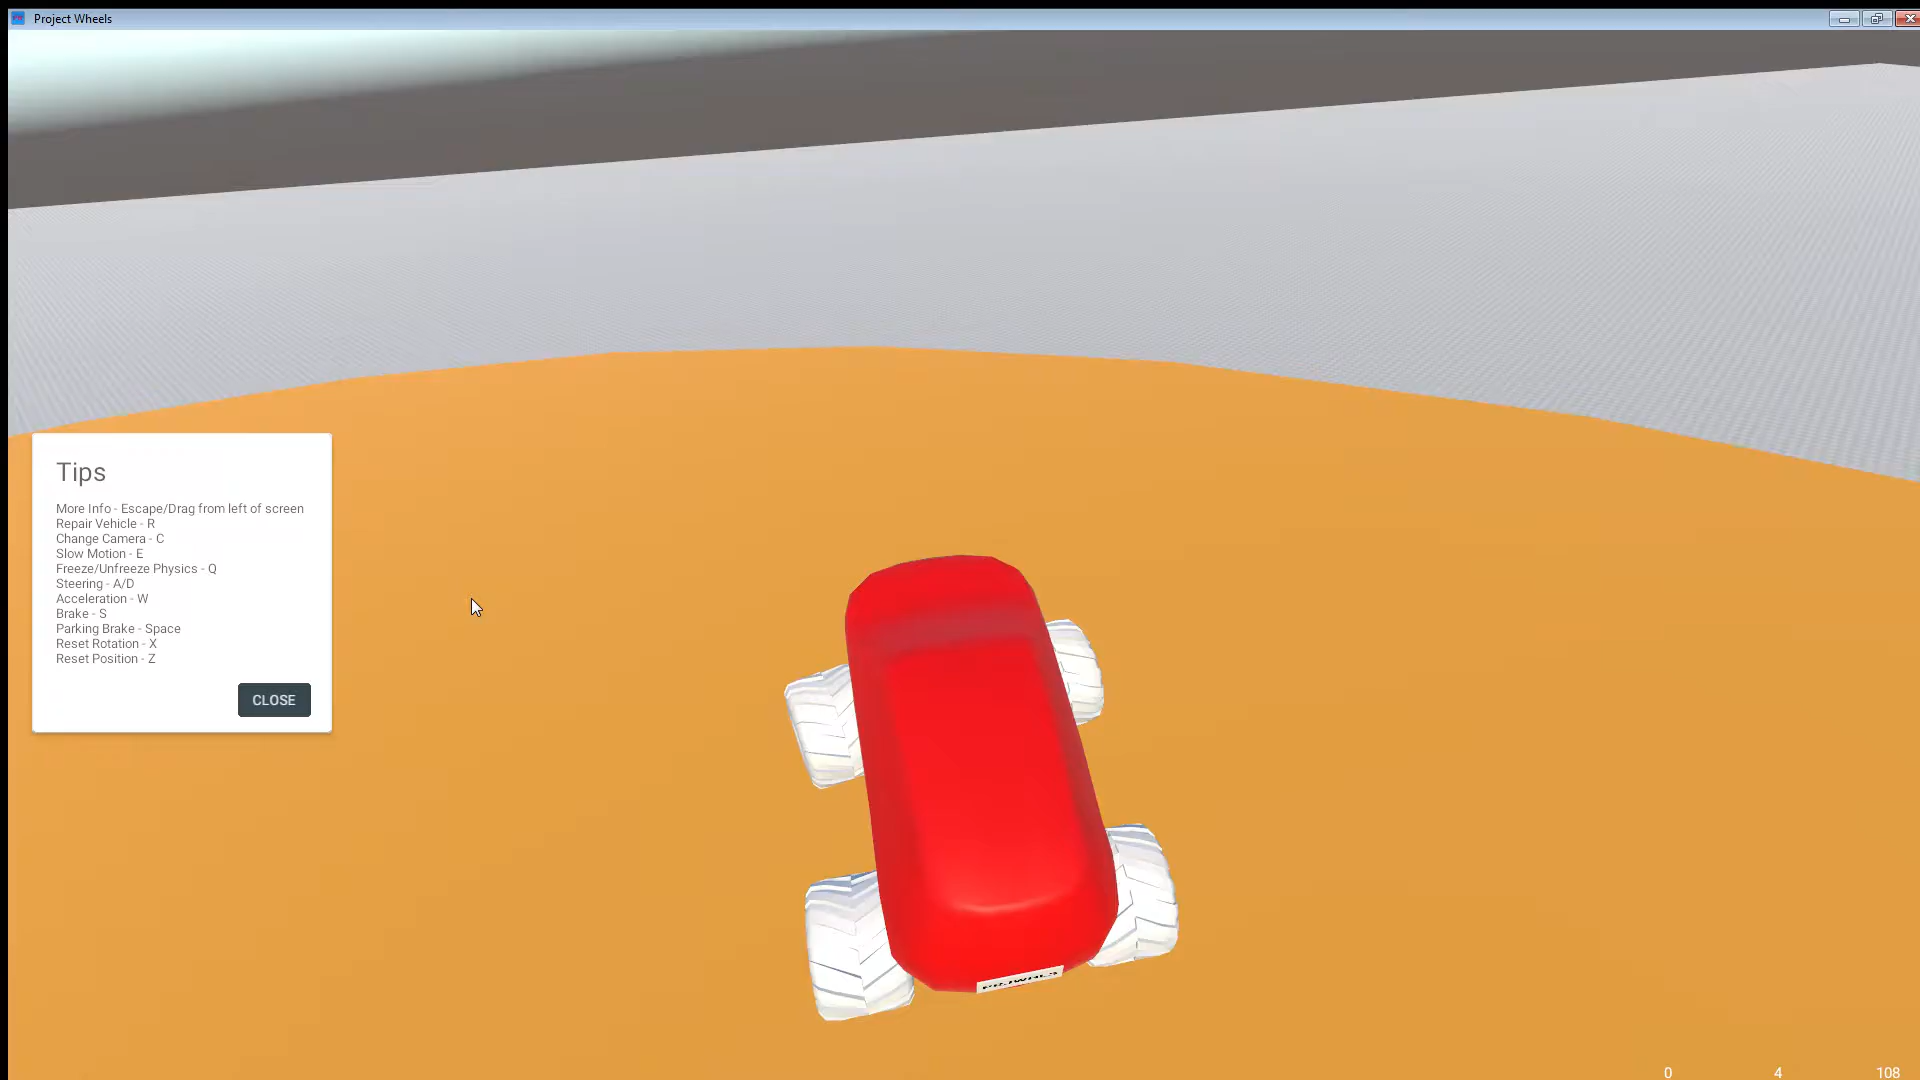 Project Wheels
Tips
More Info - Escape/Drag from left of screen
Repair Vehicle - R
Change Camera - C
Slow Motion - E
Freeze/Unfreeze Physics - Q
Steering - A/D
Acceleration - W
Brake - S
Parking Brake - Space
Reset Rotation - X
Reset Position - Z
CLOSE
0 4 108